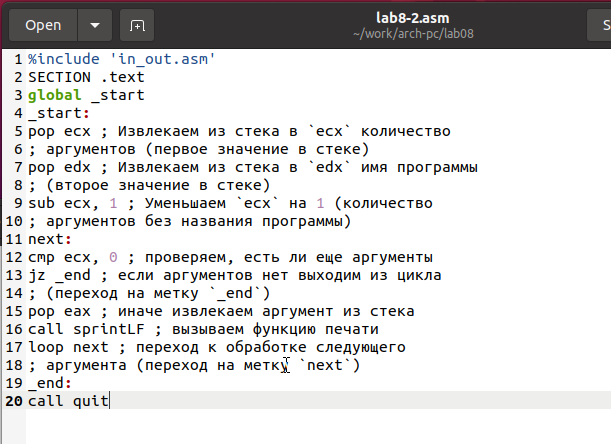 Open
lab8-2.asm
~/work/arch-pc/lab08
S
1 %include 'in_out.asm'
2 SECTION .text
3 global _start
4 _start:
5 pop ecx ; Извлекаем из стека в `ecx` количество
6 ; аргументов (первое значение в стеке)
7 pop edx ; Извлекаем из стека в `edx` имя программы
8 ; (второе значение в стеке)
9 sub ecx, 1 ; Уменьшаем `ecx` на 1 (количество
10 ; аргументов без названия программы)
11 next:
12 cmp ecx, 0 ; проверяем, есть ли еще аргументы
13 jz _end ; если аргументов нет выходим из цикла
14 ; (переход на метку `_end`)
15 pop eax ; иначе извлекаем аргумент из стека
16 call sprintLF ; вызываем функцию печати
17 loop next ; переход к обработке следующего
18 ; аргумента (переход на метку `next`)
19 _end:
20 call quit